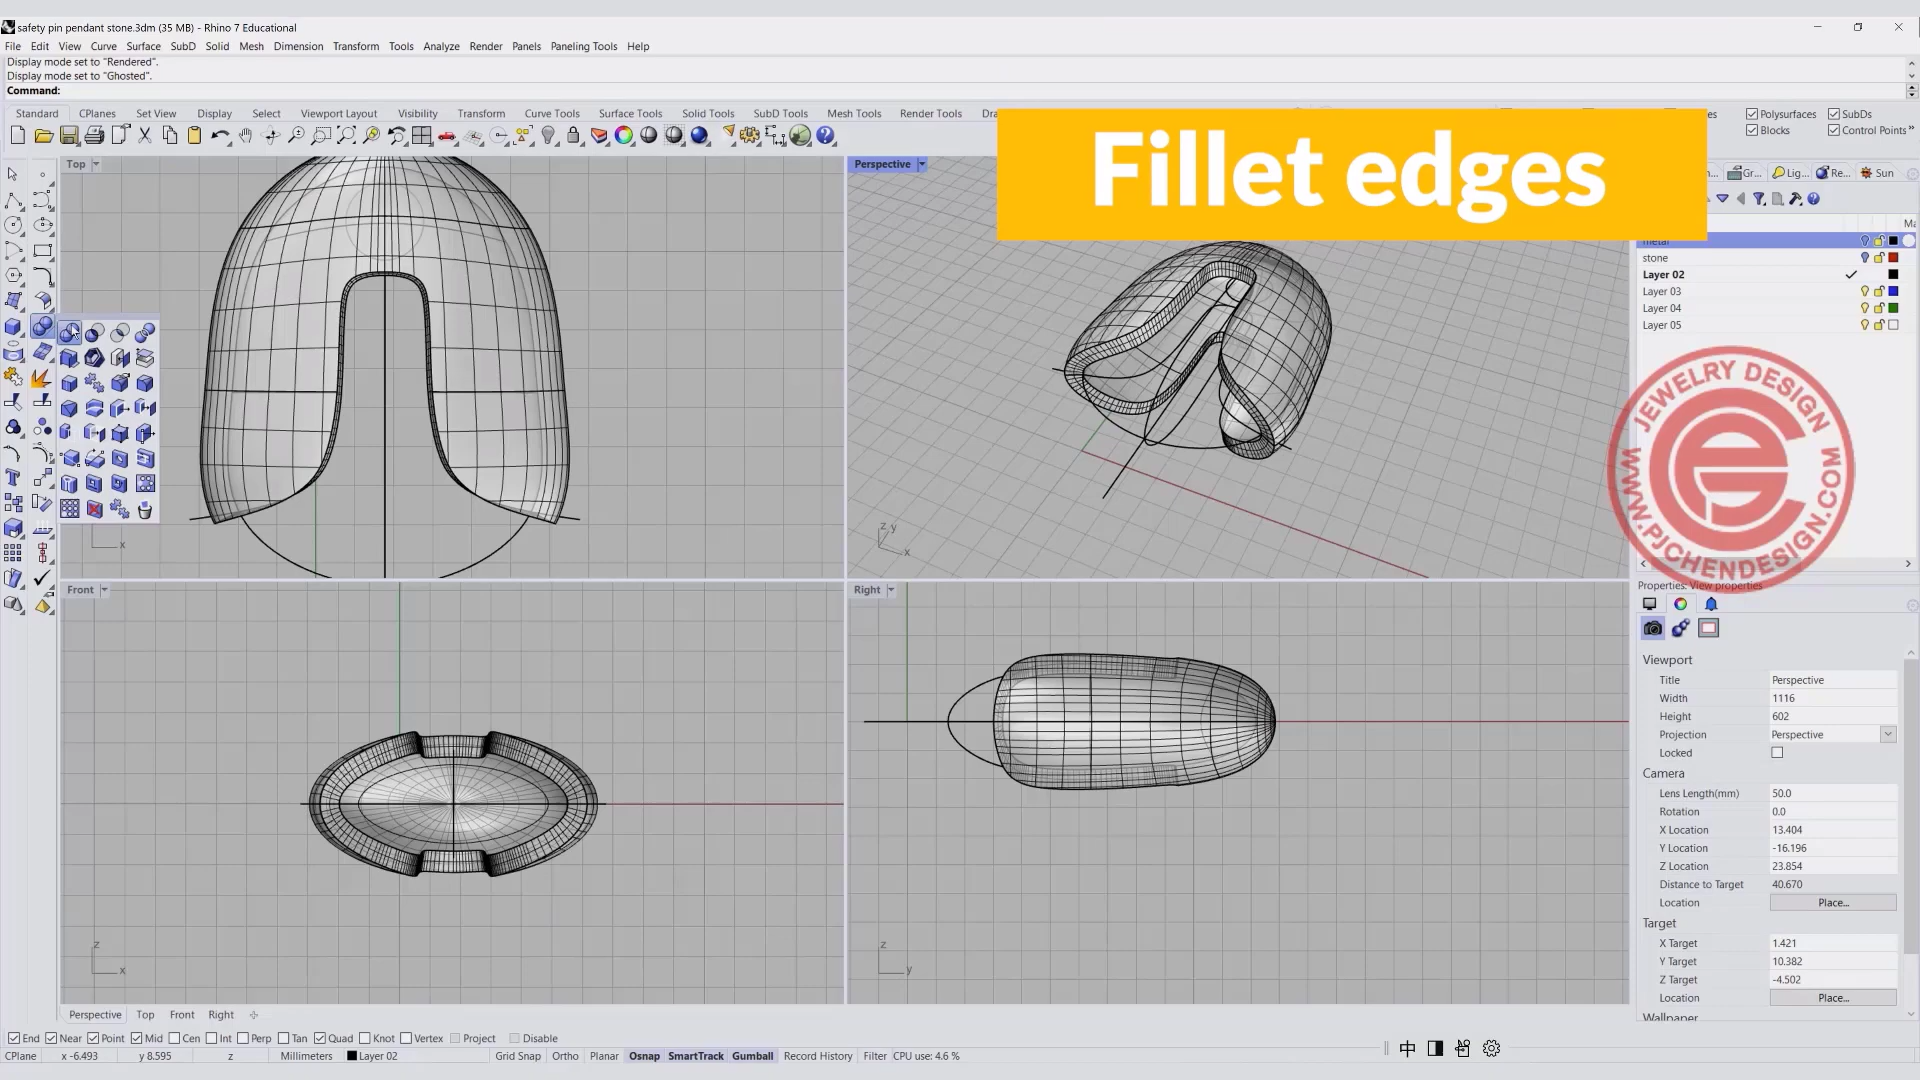 safety pin pendant stone.3dm (35 MB) - Rhino 7 Educational
File Edit View Curve Surface SubD Solid Mesh Dimension Transform Tools Analyze Render Panels Paneling Tools Help
Display mode set to "Rendered".
Display mode set to "Ghosted".
Command:
Standard CPlanes Set View Display Select Viewport Layout Visibility Transform Curve Tools Surface Tools Solid Tools SubD Tools Mesh Tools Render Tools
Polysurfaces SubDs
Blocks Control Points
Fillet edges
Top
Perspective
Gr... Lig... Re... Sun
metal
stone
Layer 02
Layer 03
Layer 04
Layer 05
JEWELRY DESIGN
WWW.PJCHENDESIGN.COM
x
z y
x
Front
Right
z
x
z
y
Properties: View properties
Viewport
Title Perspective
Width 1116
Height 602
Projection Perspective
Locked
Camera
Lens Length(mm) 50.0
Rotation 0.0
X Location 13.404
Y Location -16.196
Z Location 23.854
Distance to Target 40.670
Location Place...
Target
X Target 1.421
Y Target 10.382
Z Target -4.502
Location Place...
Wallpaper
Perspective Top Front Right
End Near Point Mid Cen Int Perp Tan Quad Knot Vertex Project Disable
CPlane x -6.493 y 8.595 z Millimeters Layer 02 Grid Snap Ortho Planar Osnap SmartTrack Gumball Record History Filter CPU use: 4.6 %
中